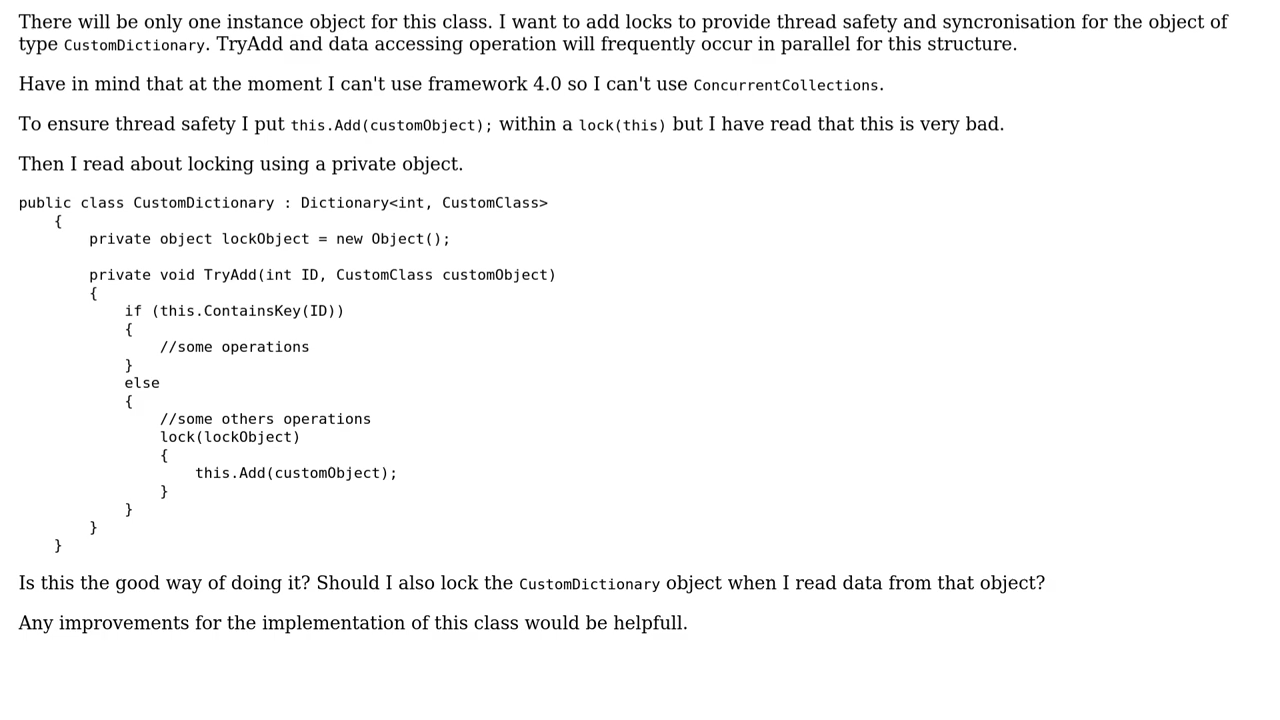 There will be only one instance object for this class. I want to add locks to provide thread safety and syncronisation for the object of
type CustomDictionary. TryAdd and data accessing operation will frequently occur in parallel for this structure.
Have in mind that at the moment I can't use framework 4.0 so I can't use ConcurrentCollections.
To ensure thread safety I put this.Add(customObject); within a lock(this) but I have read that this is very bad.
Then I read about locking using a private object.
public class CustomDictionary : Dictionary<int, CustomClass>
    {
        private object lockObject = new Object();
        private void TryAdd(int ID, CustomClass customObject)
        {
            if (this.ContainsKey(ID))
            {
                //some operations
            }
            else
            {
                //some others operations
                lock(lockObject)
                {
                    this.Add(customObject);
                }
            }
        }
    }
Is this the good way of doing it? Should I also lock the CustomDictionary object when I read data from that object?
Any improvements for the implementation of this class would be helpfull.